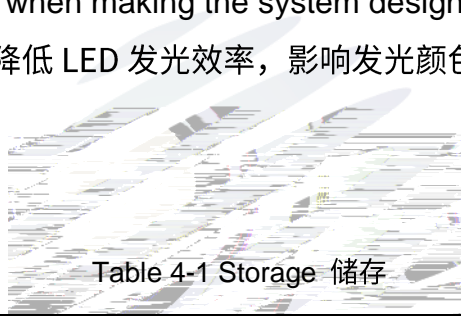 when making the system design
降低 LED 发光效率，影响发光颜色
Table 4-1 Storage 储存